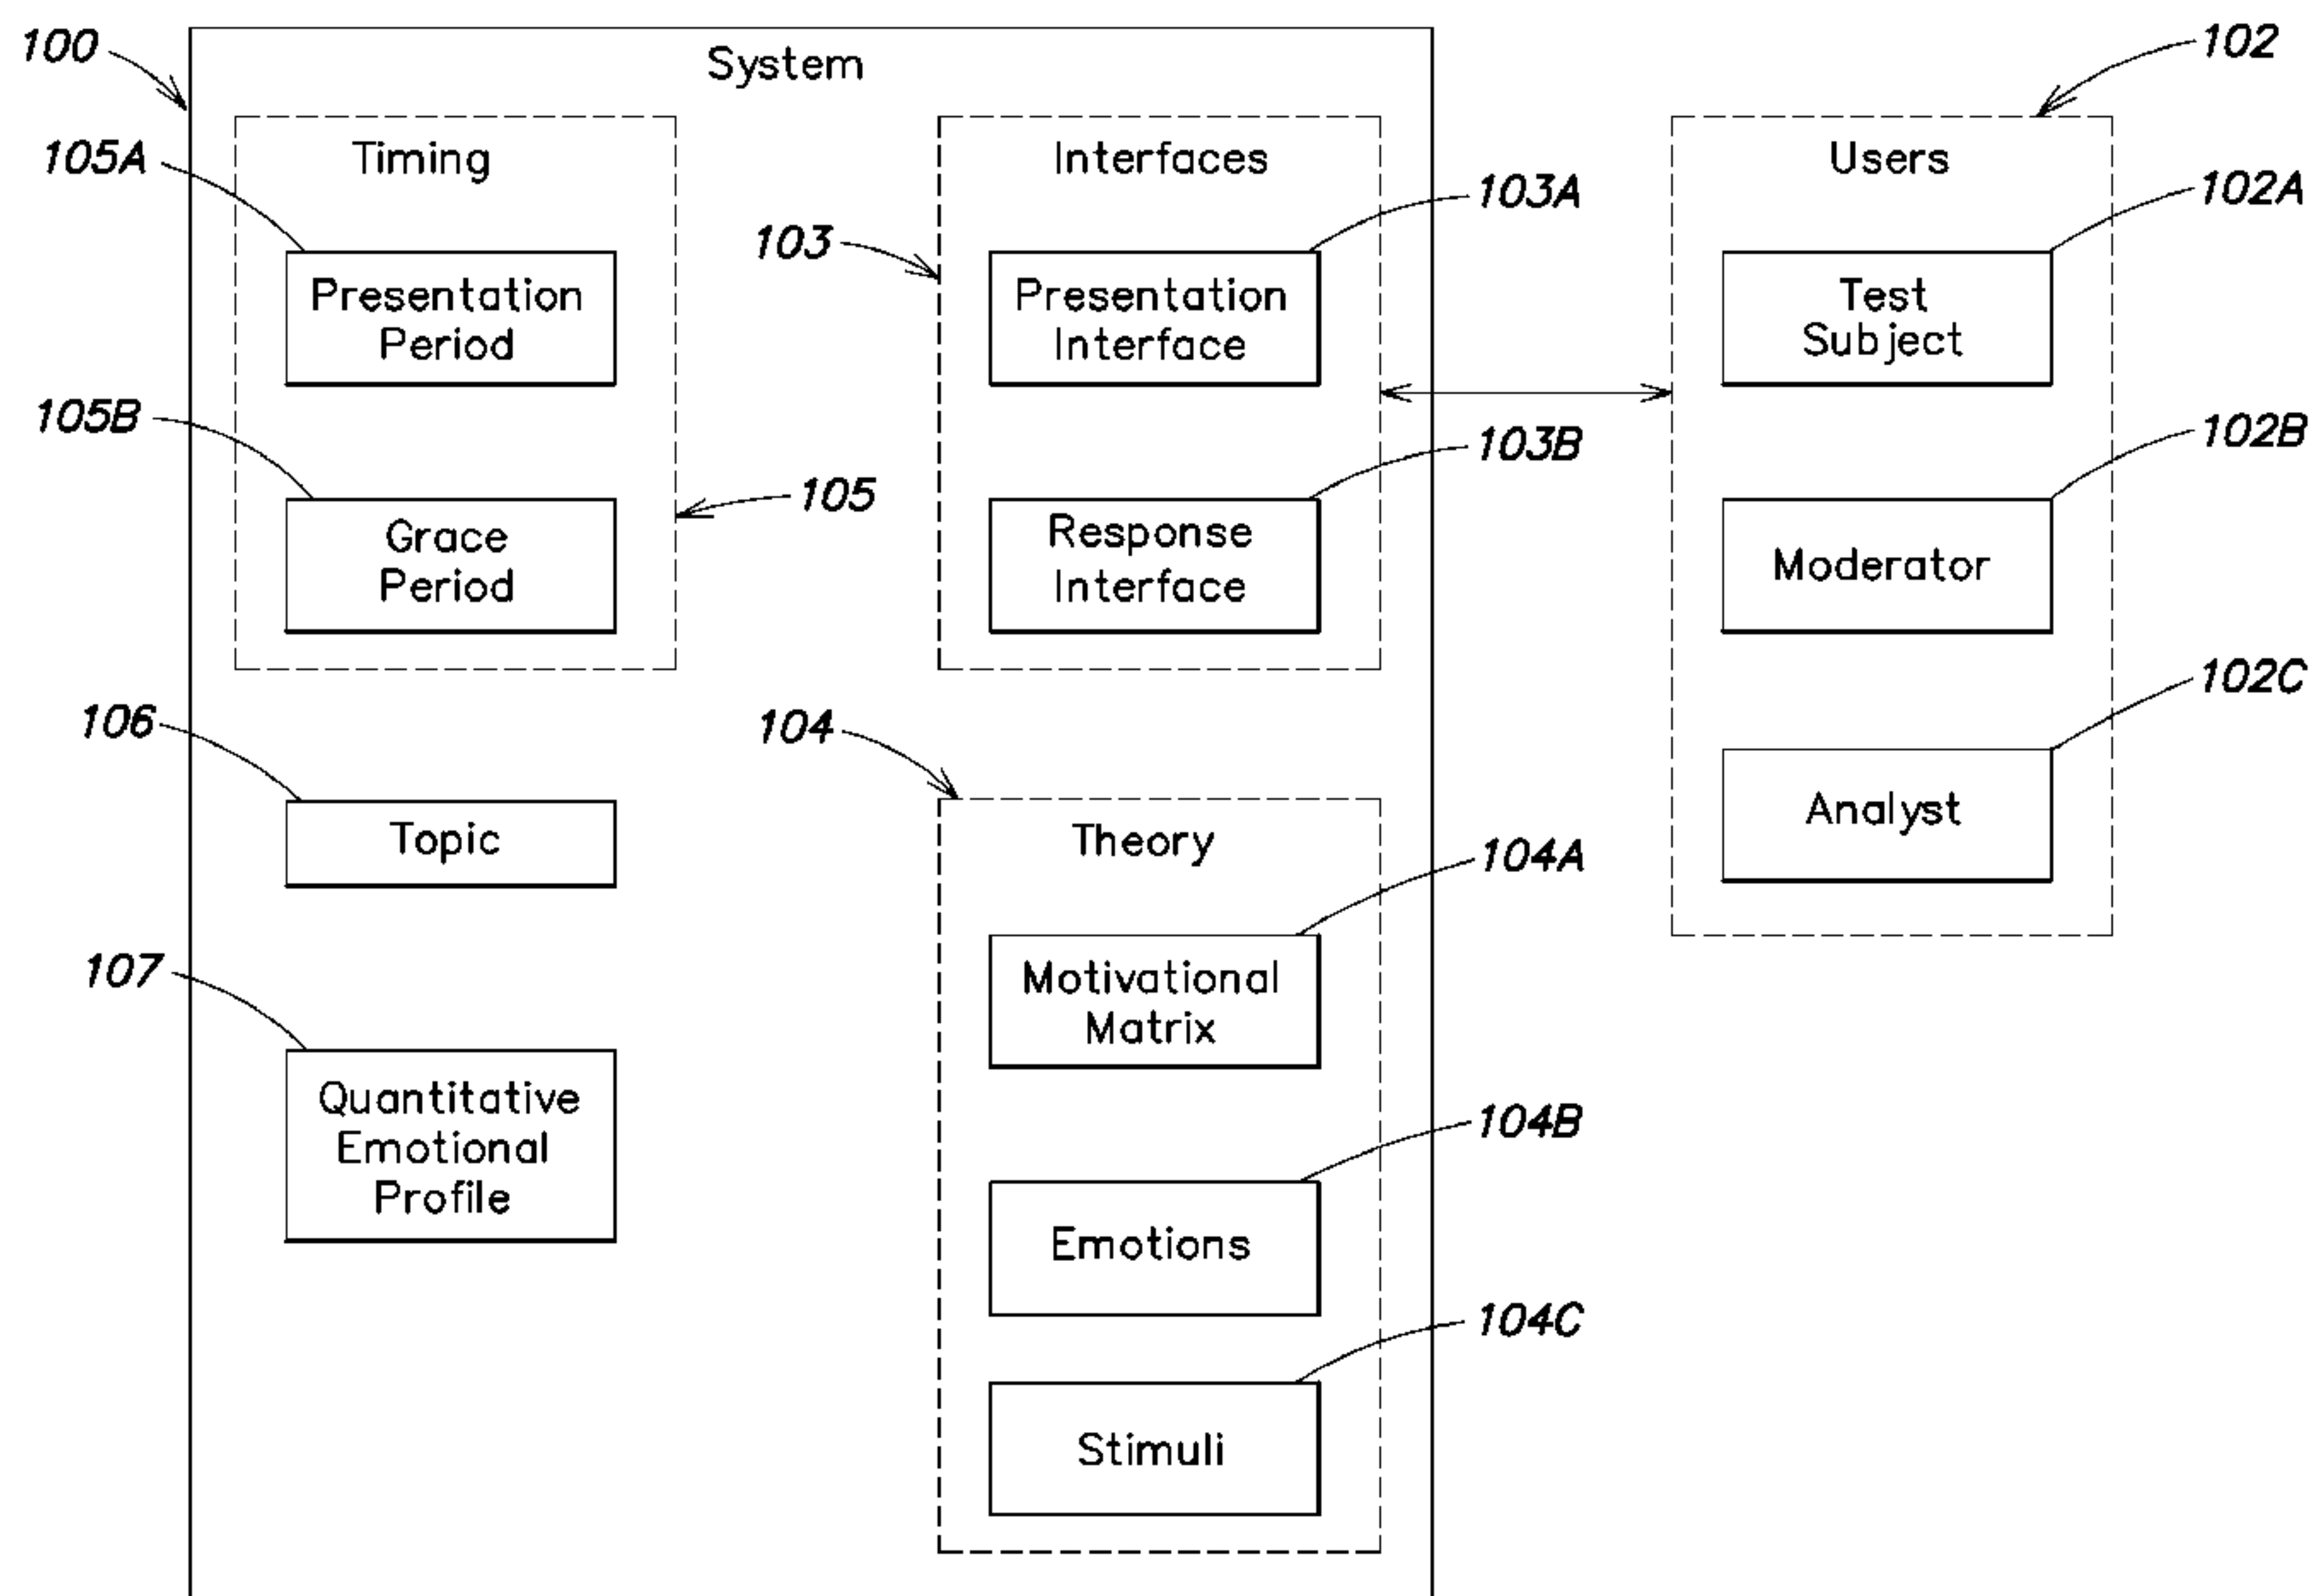 100
System
102
105A
Timing
Interfaces
Users
103A
102A
103
Presentation
Period
Presentation
Interface
Test
Subject
105B
103B
102B
105
Grace
Period
Response
Interface
Moderator
102C
106
104
Topic
Theory
Analyst
104A
107
Motivational
Matrix
Quantitative
Emotional
Profile
104B
Emotions
104C
Stimuli